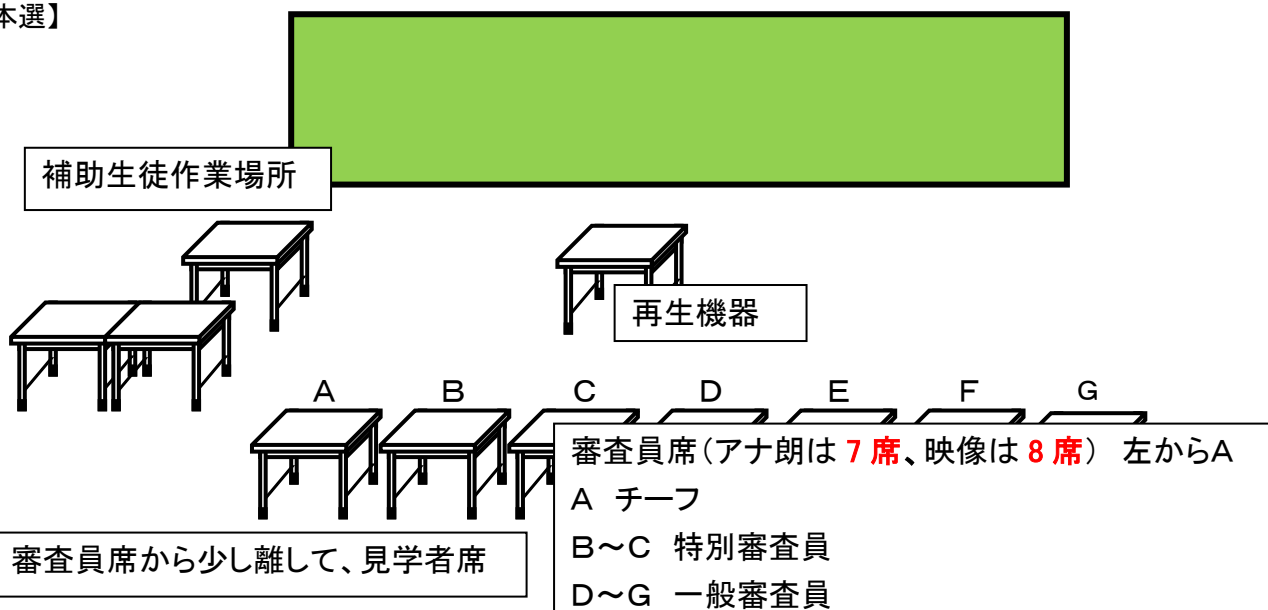 本選】
補助生徒作業場所
再生機器
A B C D E F G
審査員席(アナ朗は 7 席、映像は 8 席) 左からA
A チーフ
B~C 特別審査員
D~G 一般審査員
審査員席から少し離して、見学者席